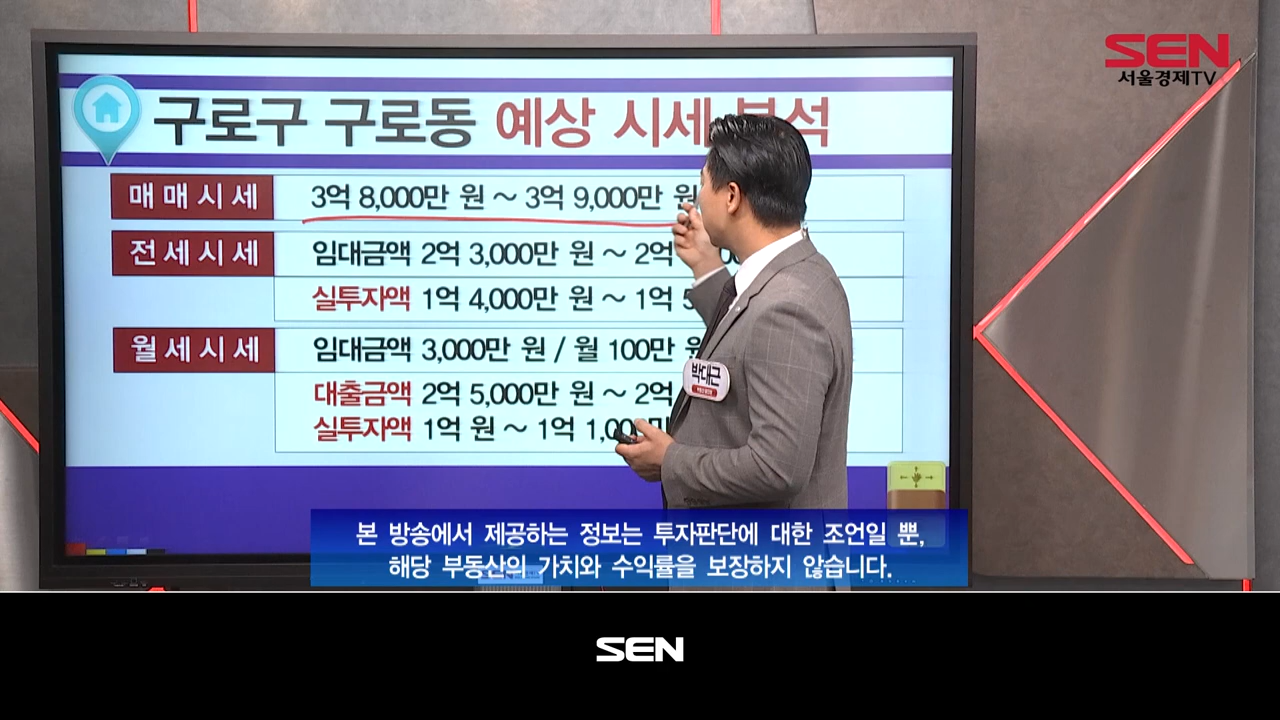 SEN
서울경제TV
구로구 구로동 예상 시세 분석
매매시세 3억 8,000만 원 ~ 3억 9,000만 원
전세시세 임대금액 2억 3,000만 원 ~ 2억
실투자액 1억 4,000만 원 ~ 1억
월세시세 임대금액 3,000만 원 / 월 100만 원
대출금액 2억 5,000만 원 ~ 2억
실투자액 1억 원 ~ 1억 1,000만
박대근
본 방송에서 제공하는 정보는 투자판단에 대한 조언일 뿐,
해당 부동산의 가치와 수익률을 보장하지 않습니다.
SEN